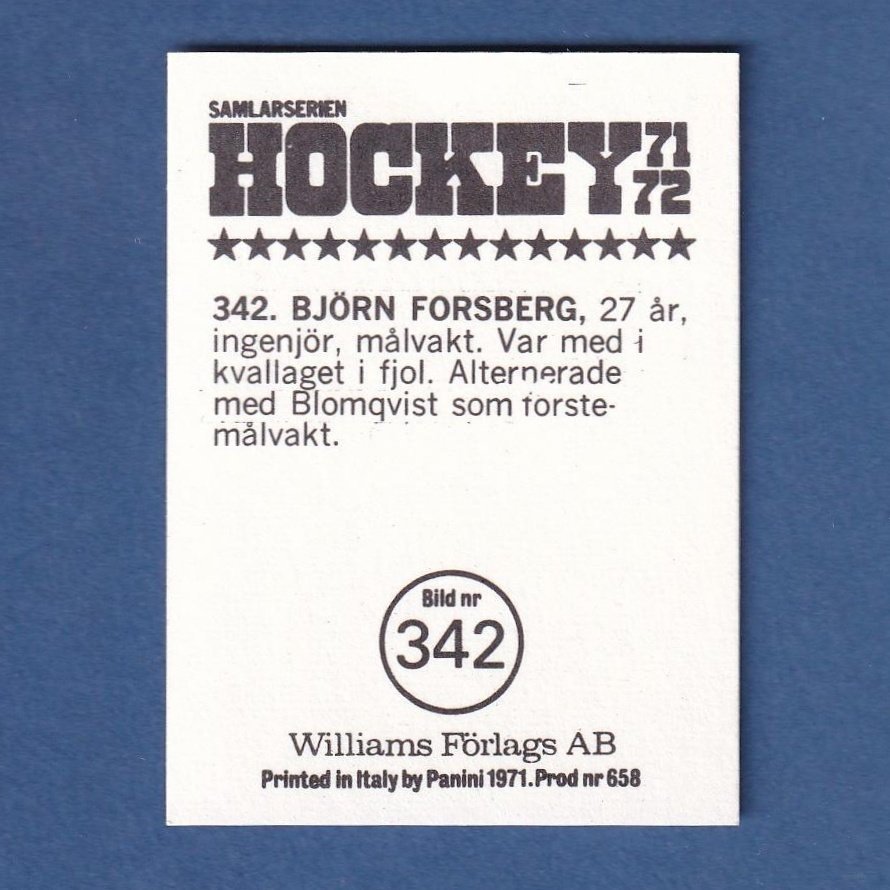 SAMLARSERIEN
HOCKEY 71 72
342. BJÖRN FORSBERG, 27 år,
ingenjör, målvakt. Var med i
kvallaget i fjol. Alternerade
med Blomqvist som förste-
målvakt.
Bild nr
342
Williams Förlags AB
Printed in Italy by Panini 1971. Prod nr 658